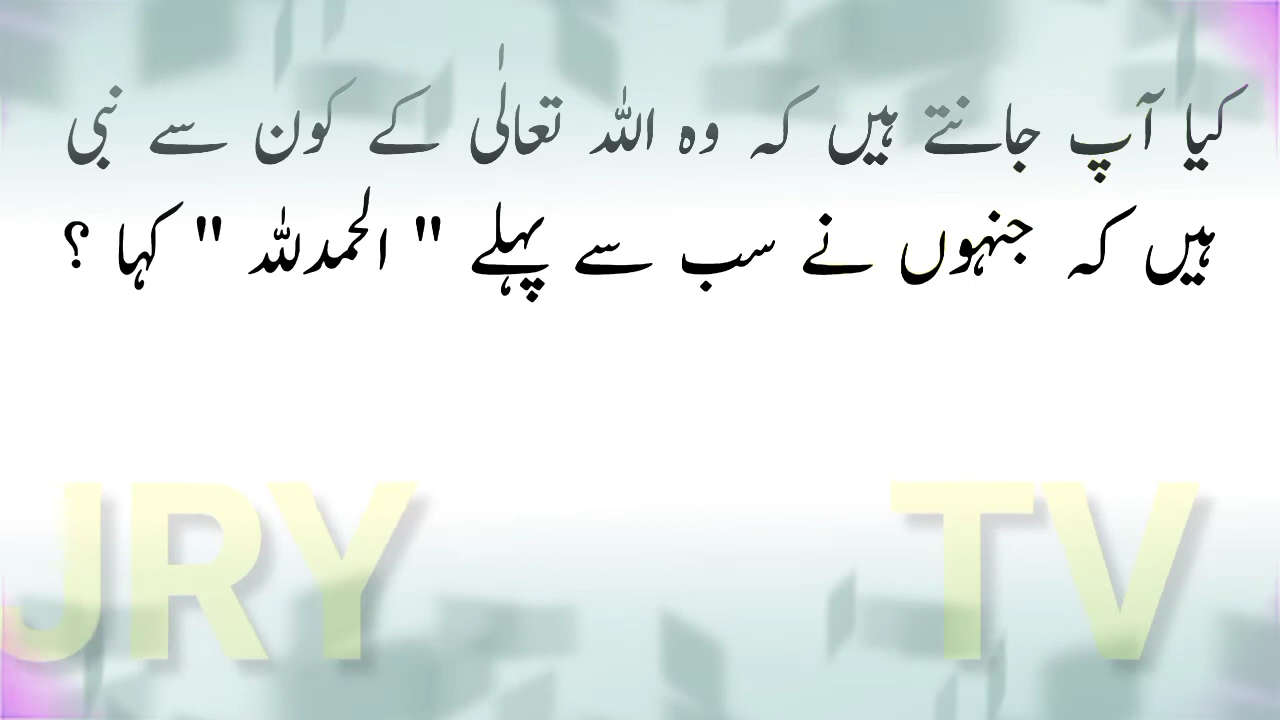 کیا آپ جانتے ہیں کہ وہ اللہ تعالٰی کے کون سے نبی
ہیں کہ جنہوں نے سب سے پہلے " الحمدللہ " کہا ؟
JRY TV